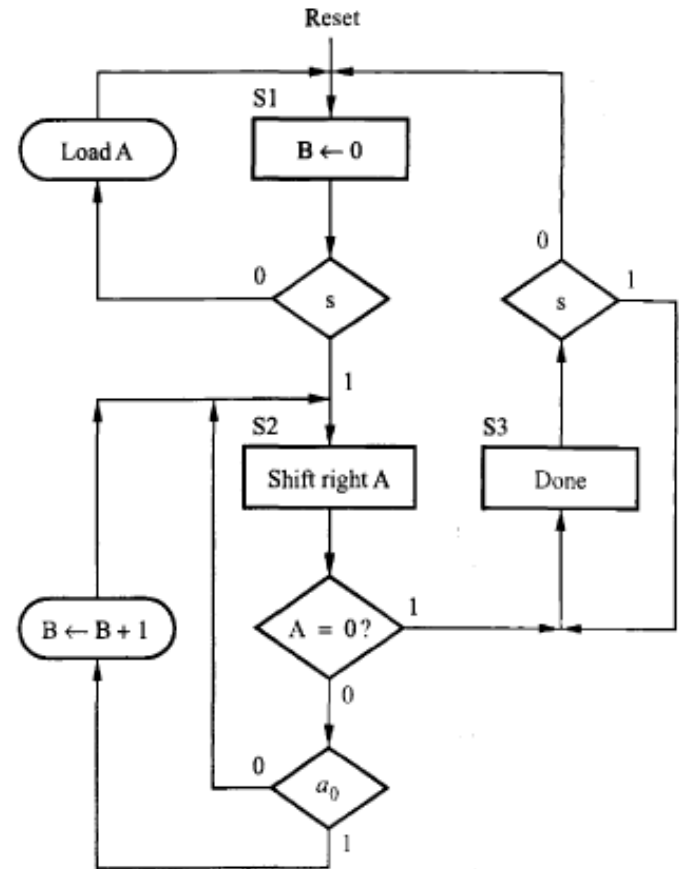 Reset
S1
Load A
B ← 0
0
s
1
0
s
1
S2
Shift right A
S3
Done
B ← B + 1
A = 0?
1
0
0
a₀
1